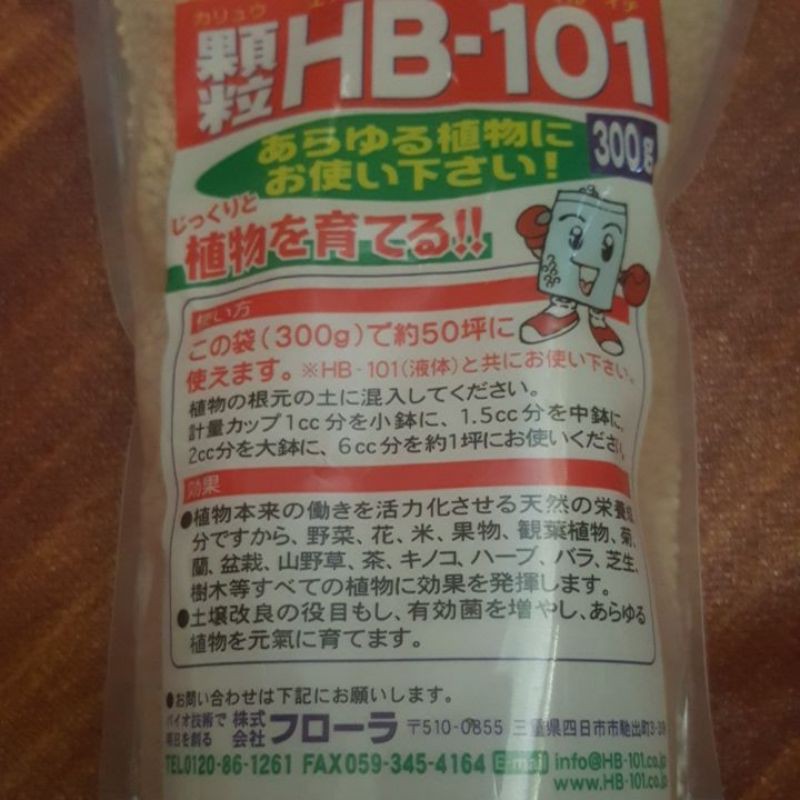 カリュウ
顆粒HB-101
あらゆる植物に
お使い下さい!
300g
じっくりと
植物を育てる!!
使い方
この袋(300g)で約50坪に
使えます。※HB-101(液体)と共にお使い下さい。
植物の根元の土に混入してください。
計量カップ1cc分を小鉢に、1.5cc分を中鉢に、
2cc分を大鉢に、6cc分を約1坪にお使いください
効果
●植物本来の働きを活力化させる天然の栄養
分ですから、野菜、花、米、果物、観葉植物、菊、
蘭、盆栽、山野草、茶、キノコ、ハーブ、バラ、芝生、
樹木等すべての植物に効果を発揮します。
●土壌改良の役目もし、有効菌を増やし、あらゆる
植物を元氣に育てます。
●お問い合わせは下記にお願いします。
バイオ技術で
明日を創る
株式会社フローラ 〒510-0855 三重県四日市市馳出町3-39
TEL0120-86-1261 FAX059-345-4164 E-mail info@HB-101.co.jp
www.HB-101.co.jp